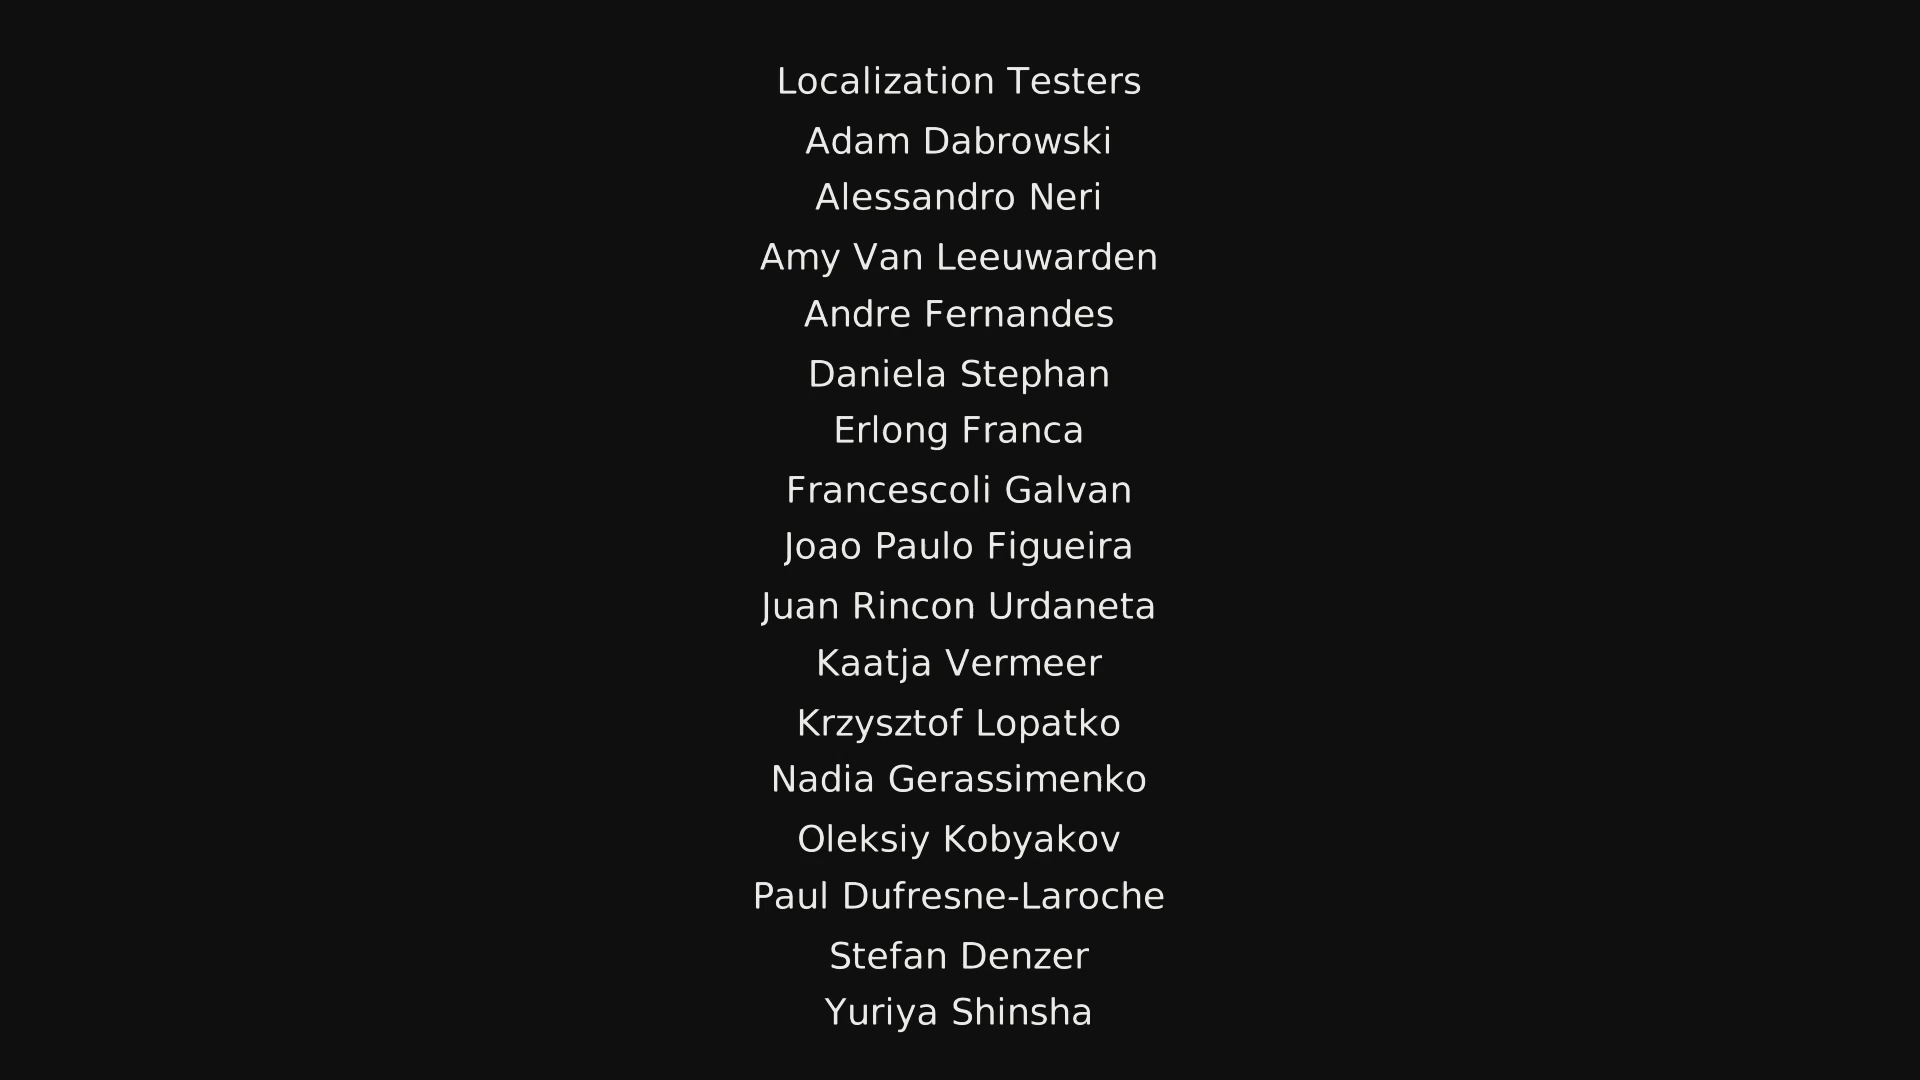 Localization Testers
Adam Dabrowski
Alessandro Neri
Amy Van Leeuwarden
Andre Fernandes
Daniela Stephan
Erlong Franca
Francescoli Galvan
Joao Paulo Figueira
Juan Rincon Urdaneta
Kaatja Vermeer
Krzysztof Lopatko
Nadia Gerassimenko
Oleksiy Kobyakov
Paul Dufresne-Laroche
Stefan Denzer
Yuriya Shinsha